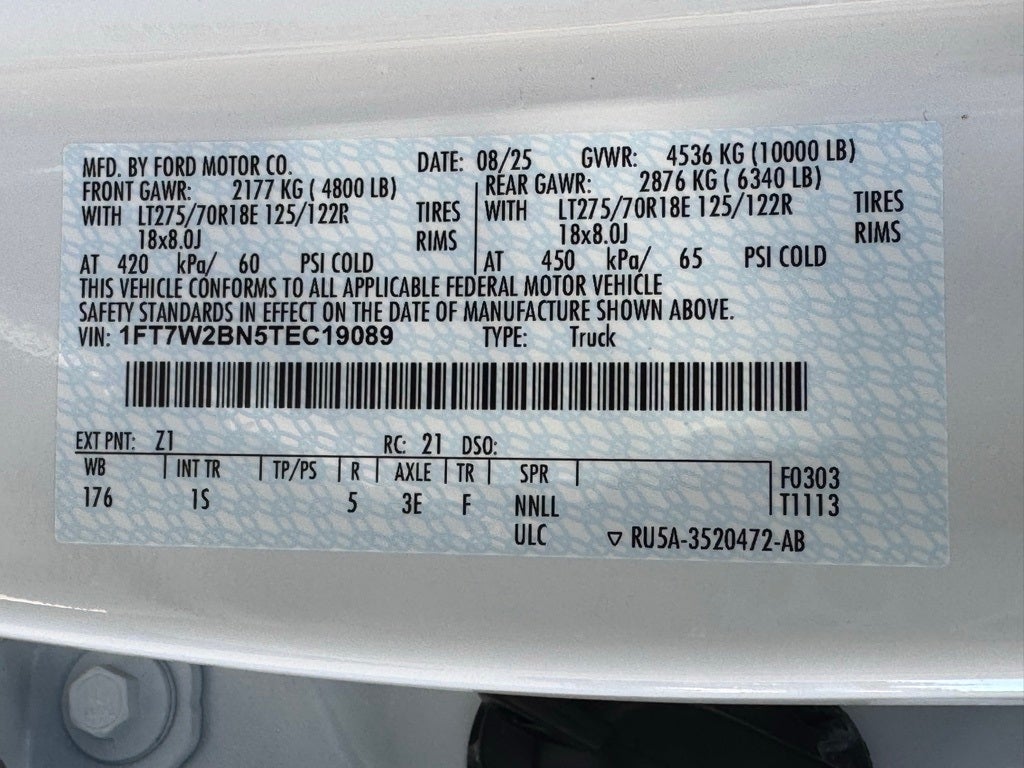 MFD. BY FORD MOTOR CO. DATE: 08/25 GVWR: 4536 KG (10000 LB)
FRONT GAWR: 2177 KG ( 4800 LB) REAR GAWR: 2876 KG ( 6340 LB)
WITH LT275/70R18E 125/122R TIRES WITH LT275/70R18E 125/122R TIRES
18x8.0J RIMS 18x8.0J RIMS
AT 420 kPa/ 60 PSI COLD AT 450 kPa/ 65 PSI COLD
THIS VEHICLE CONFORMS TO ALL APPLICABLE FEDERAL MOTOR VEHICLE
SAFETY STANDARDS IN EFFECT ON THE DATE OF MANUFACTURE SHOWN ABOVE.
VIN: 1FT7W2BN5TEC19089 TYPE: Truck
EXT PNT: Z1 RC: 21 DSO:
WB INT TR TP/PS R AXLE TR SPR F0303
176 1S 5 3E F NNLL T1113
ULC ▽ RU5A-3520472-AB